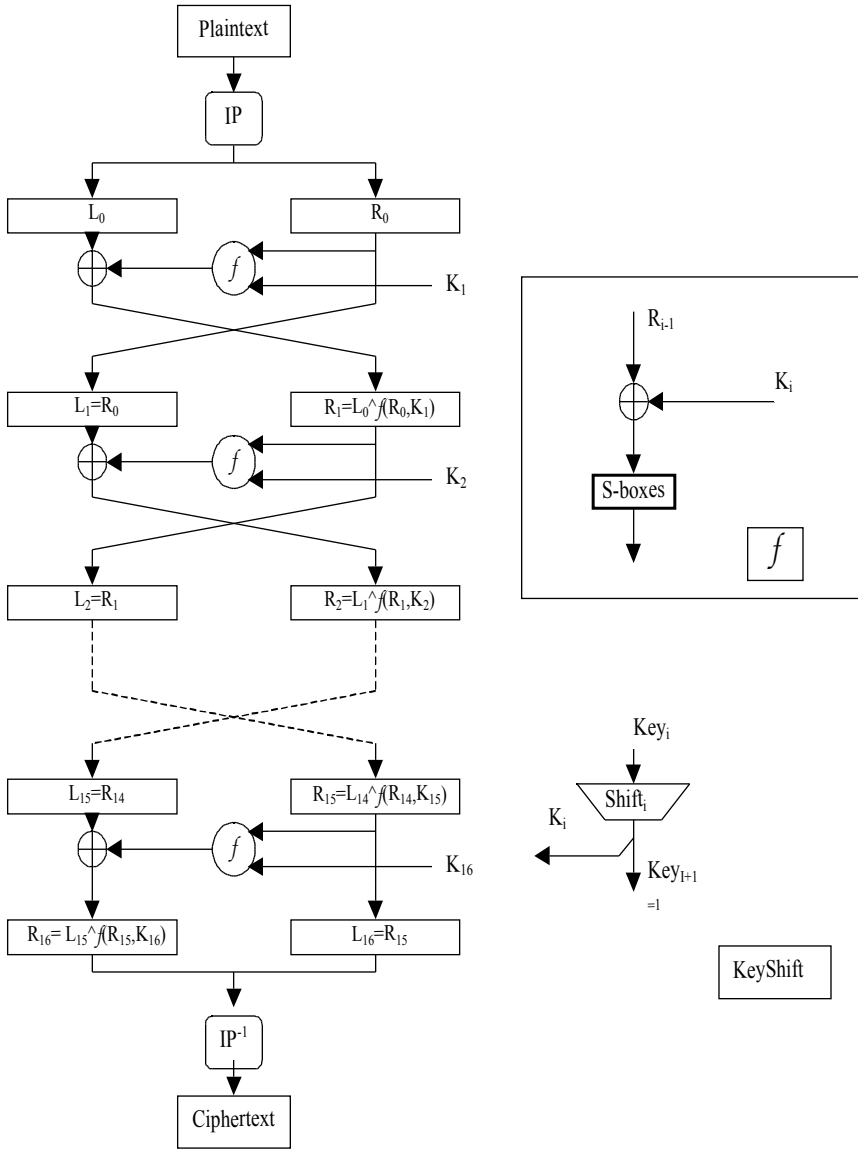 Plaintext
IP
L₀
R₀
f
K₁
L₁=R₀
R₁=L₀^f(R₀,K₁)
f
K₂
L₂=R₁
R₂=L₁^f(R₁,K₂)
L₁₅=R₁₄
R₁₅=L₁₄^f(R₁₄,K₁₅)
f
K₁₆
R₁₆= L₁₅^f(R₁₅,K₁₆)
L₁₆=R₁₅
IP⁻¹
Ciphertext
Rᵢ₋₁
Kᵢ
S-boxes
f
Keyᵢ
Shiftᵢ
Kᵢ
Key_{I+1}
=1
KeyShift